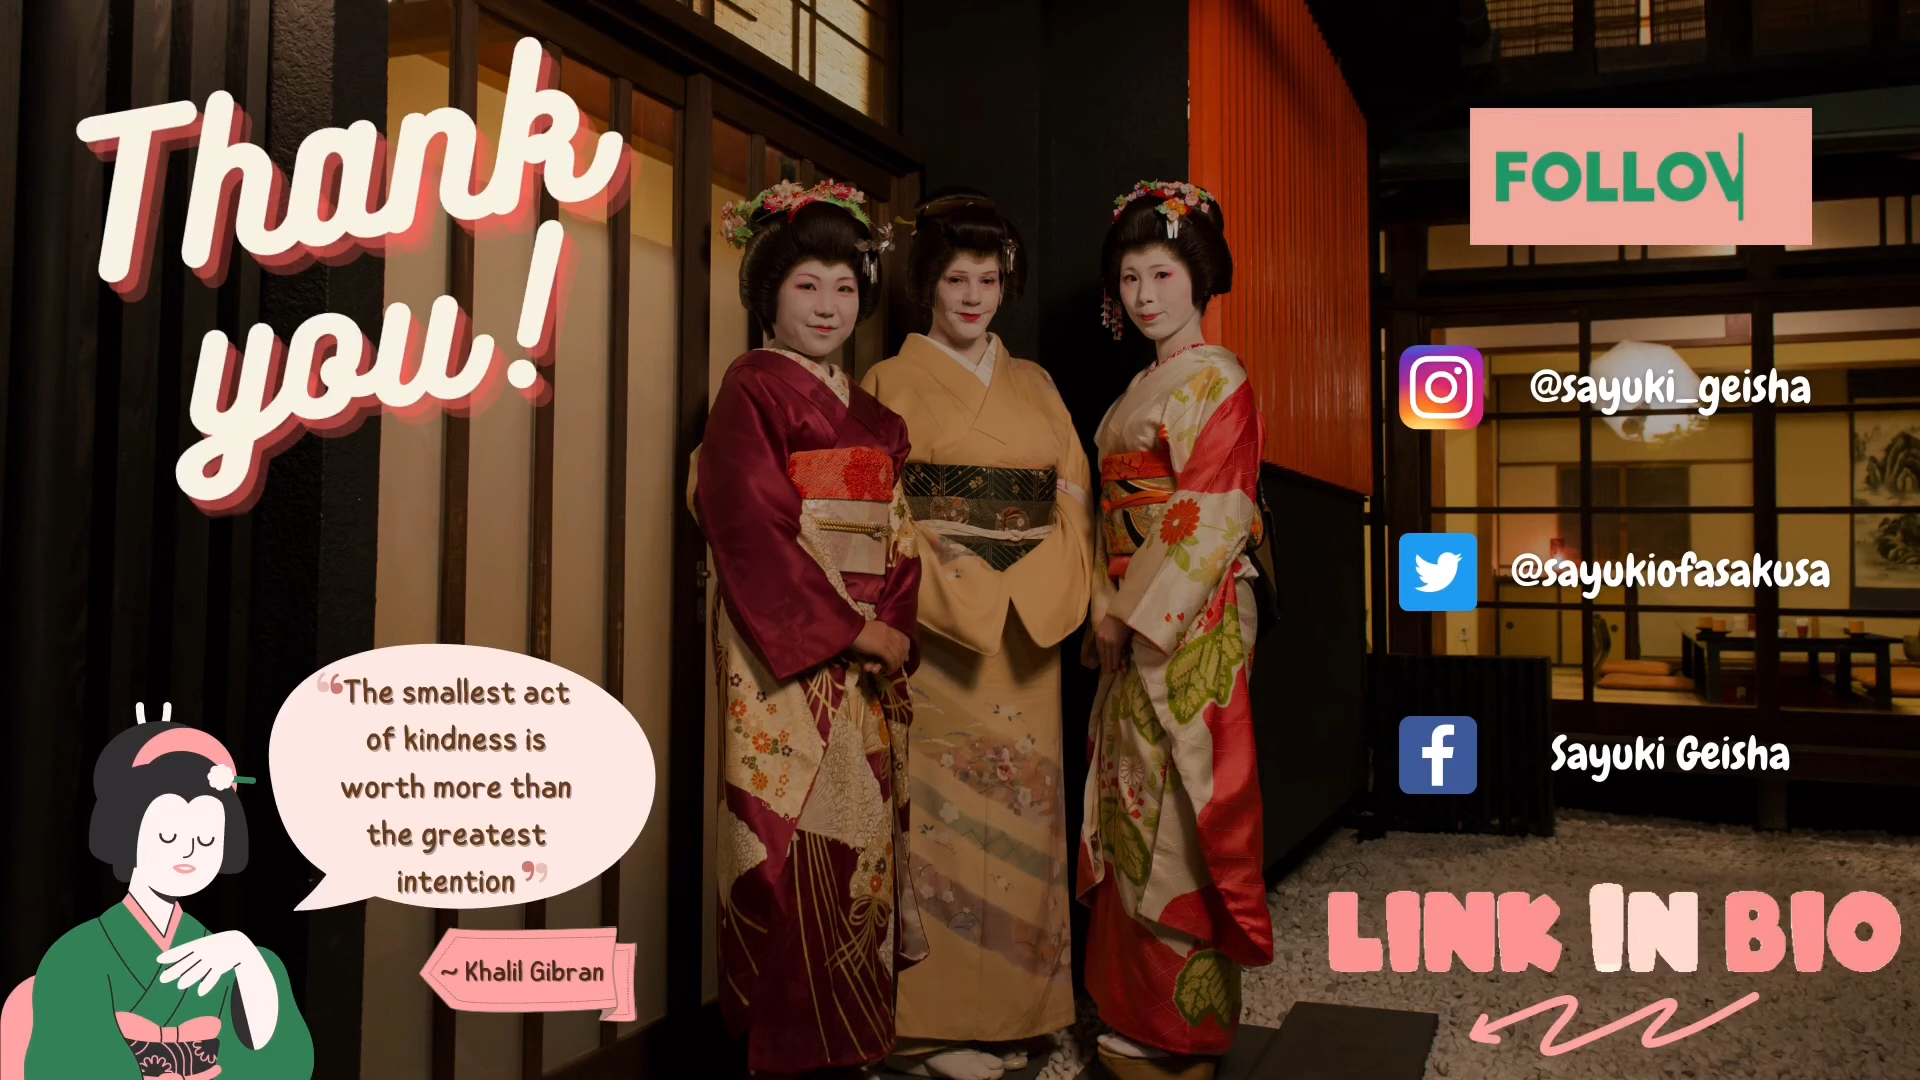 Thank
you!
FOLLOV
@sayuki_geisha
@sayukiofasakusa
Sayuki Geisha
“The smallest act
of kindness is
worth more than
the greatest
intention”
~ Khalil Gibran
LINK IN BIO